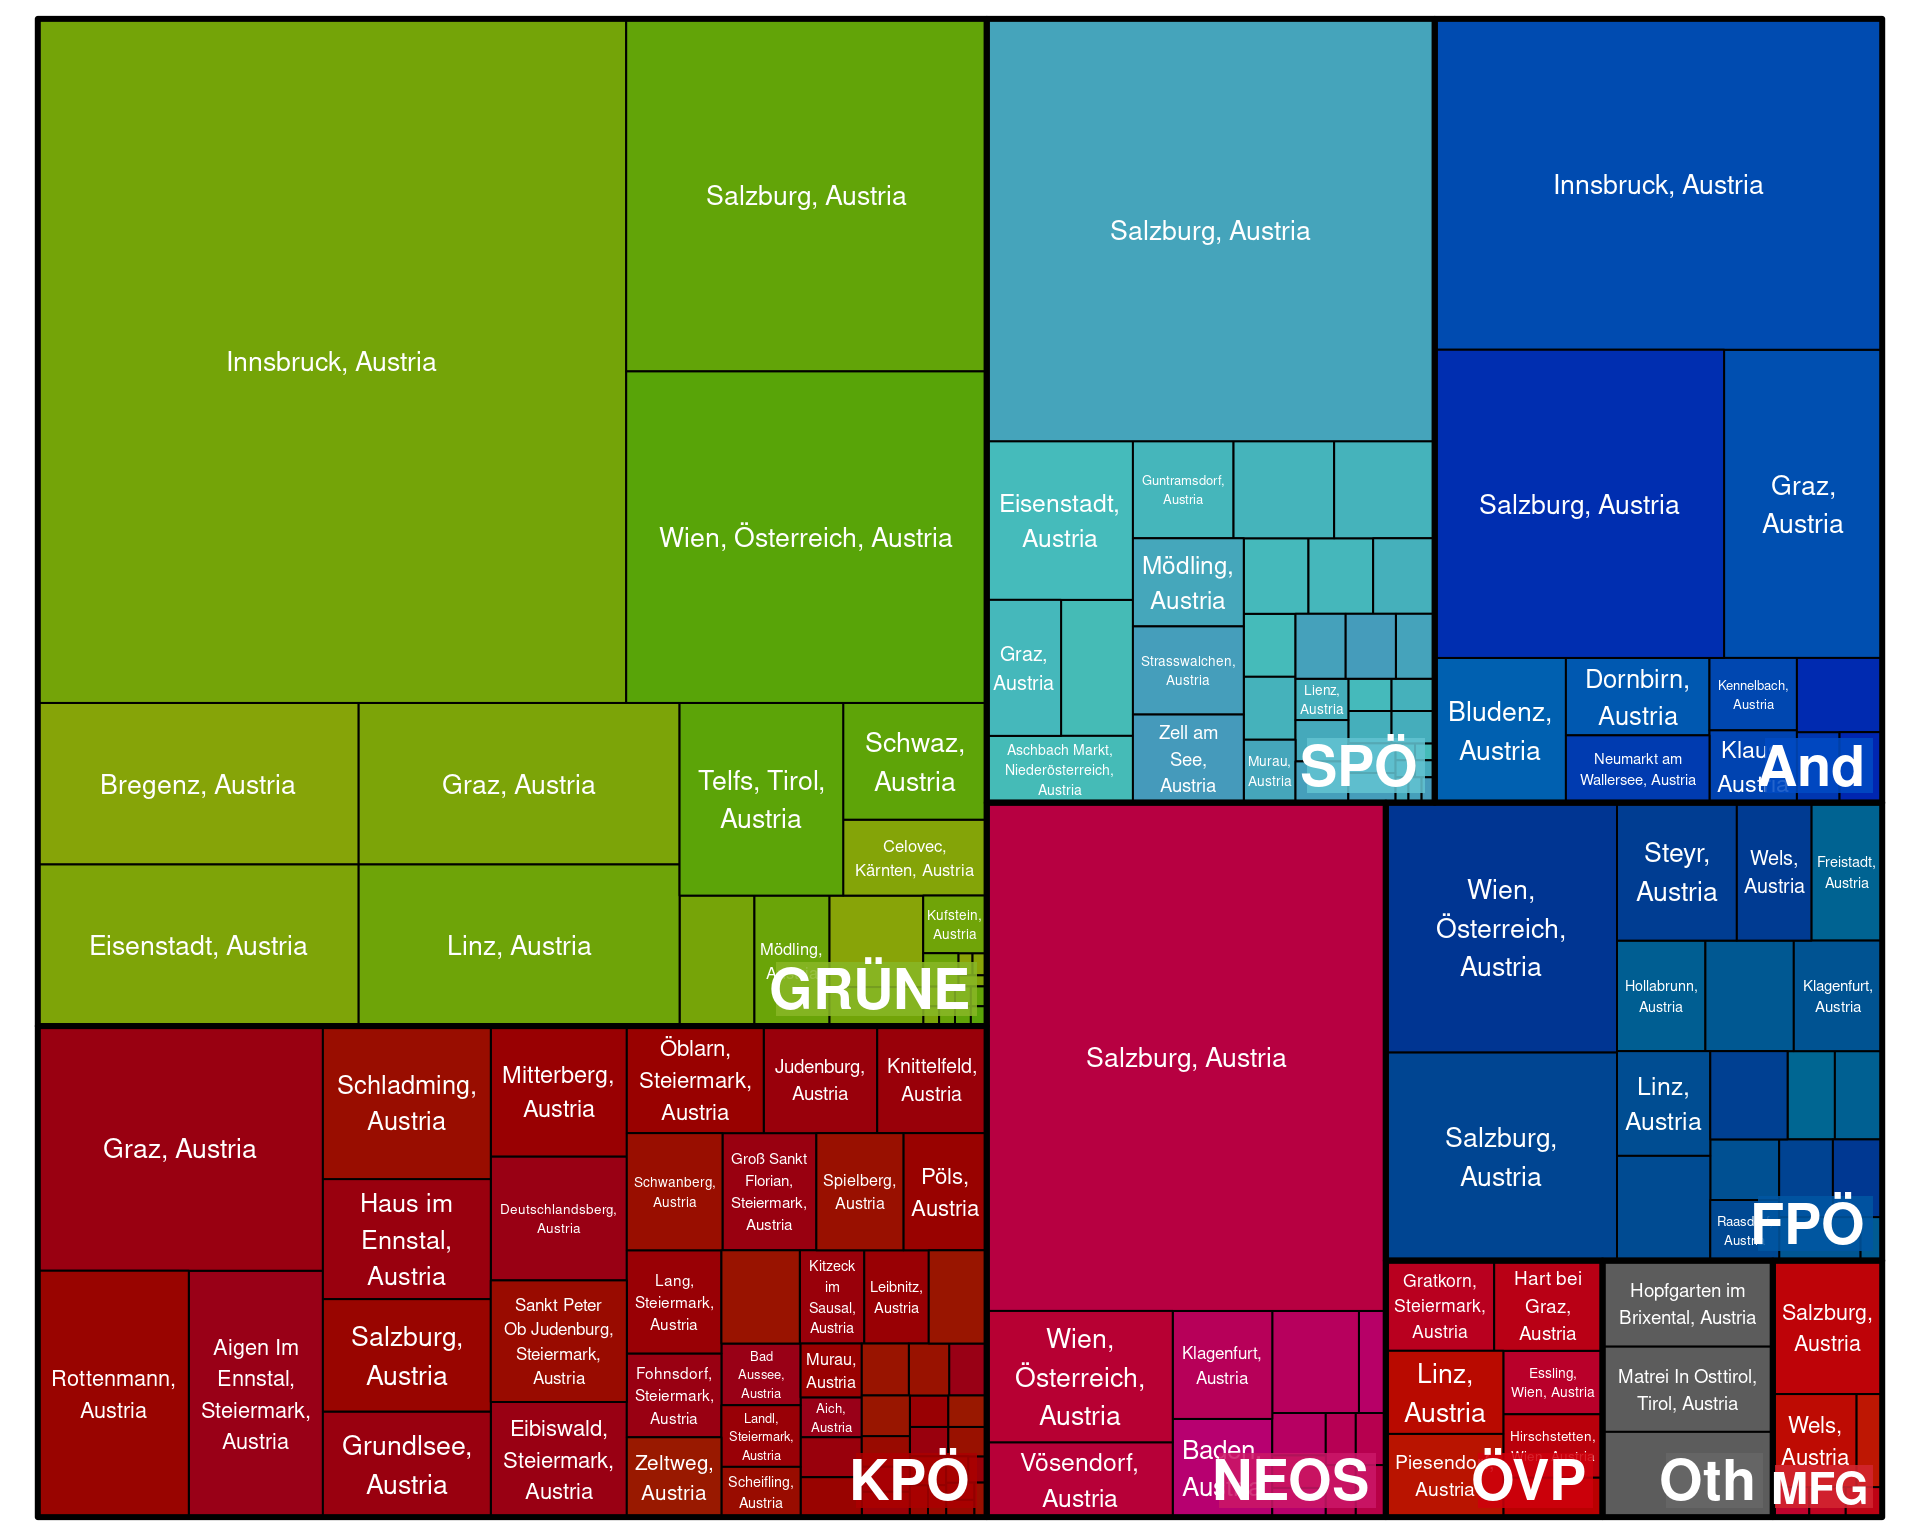 Innsbruck, Austria
Salzburg, Austria
Wien, Österreich, Austria
Bregenz, Austria
Graz, Austria
Eisenstadt, Austria
Linz, Austria
Telfs, Tirol,
Austria
Schwaz,
Austria
Celovec,
Kärnten, Austria
Mödling,
Kufstein,
Austria
GRÜNE
Salzburg, Austria
Eisenstadt,
Austria
Guntramsdorf,
Austria
Graz,
Austria
Aschbach Markt,
Niederösterreich,
Austria
Mödling,
Austria
Strasswalchen,
Austria
Zell am
See,
Austria
Lienz,
Austria
Murau,
Austria
SPÖ
Innsbruck, Austria
Salzburg, Austria
Graz,
Austria
Bludenz,
Austria
Dornbirn,
Austria
Neumarkt am
Wallersee, Austria
Kennelbach,
Austria
Klau
Austria
And
Graz, Austria
Rottenmann,
Austria
Aigen Im
Ennstal,
Steiermark,
Austria
Schladming,
Austria
Haus im
Ennstal,
Austria
Salzburg,
Austria
Grundlsee,
Austria
Mitterberg,
Austria
Deutschlandsberg,
Austria
Sankt Peter
Ob Judenburg,
Steiermark,
Austria
Eibiswald,
Steiermark,
Austria
Öblarn,
Steiermark,
Austria
Judenburg,
Austria
Knittelfeld,
Austria
Schwanberg,
Austria
Groß Sankt
Florian,
Steiermark,
Austria
Spielberg,
Austria
Pöls,
Austria
Lang,
Steiermark,
Austria
Fohnsdorf,
Steiermark,
Austria
Zeltweg,
Austria
Bad
Aussee,
Austria
Landl,
Steiermark,
Austria
Scheifling,
Austria
Kitzeck
im
Sausal,
Austria
Leibnitz,
Austria
Murau,
Austria
Aich,
Austria
KPÖ
Salzburg, Austria
Wien,
Österreich,
Austria
Vösendorf,
Austria
Klagenfurt,
Austria
Baden,
NEOS
Wien,
Österreich,
Austria
Salzburg,
Austria
Steyr,
Austria
Wels,
Austria
Freistadt,
Austria
Hollabrunn,
Austria
Klagenfurt,
Austria
Linz,
Austria
Raasd
Austri
FPÖ
Gratkorn,
Steiermark,
Austria
Hart bei
Graz,
Austria
Linz,
Austria
Essling,
Wien, Austria
Hirschstetten,
Wien, Austria
Piesendo
Austria
ÖVP
Hopfgarten im
Brixental, Austria
Matrei In Osttirol,
Tirol, Austria
Oth
Salzburg,
Austria
Wels,
Austria
MFG